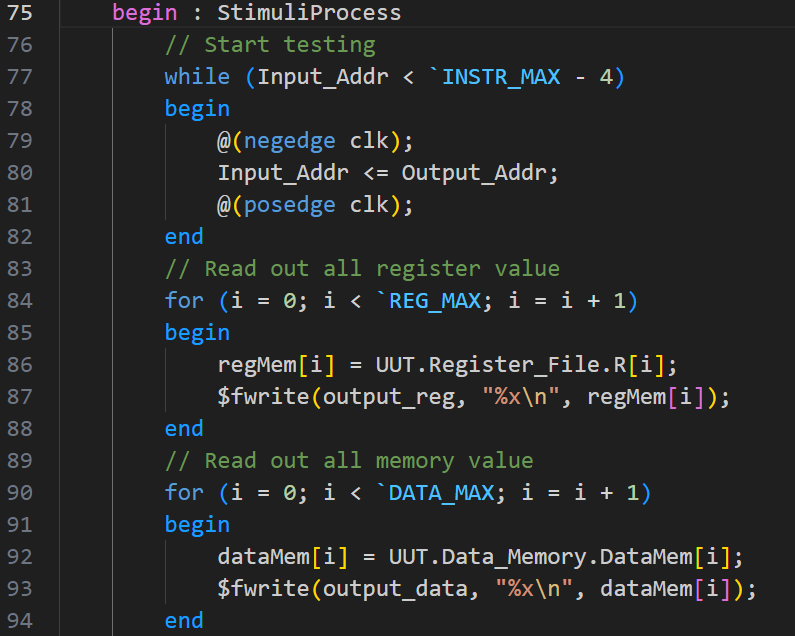 75 begin : StimuliProcess
76 // Start testing
77 while (Input_Addr < `INSTR_MAX - 4)
78 begin
79 @(negedge clk);
80 Input_Addr <= Output_Addr;
81 @(posedge clk);
82 end
83 // Read out all register value
84 for (i = 0; i < `REG_MAX; i = i + 1)
85 begin
86 regMem[i] = UUT.Register_File.R[i];
87 $fwrite(output_reg, "%x\n", regMem[i]);
88 end
89 // Read out all memory value
90 for (i = 0; i < `DATA_MAX; i = i + 1)
91 begin
92 dataMem[i] = UUT.Data_Memory.DataMem[i];
93 $fwrite(output_data, "%x\n", dataMem[i]);
94 end